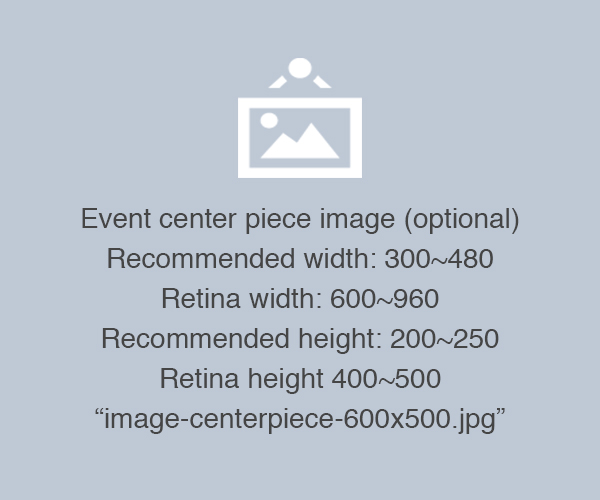 Event center piece image (optional)
Recommended width: 300~480
Retina width: 600~960
Recommended height: 200~250
Retina height 400~500
“image-centerpiece-600x500.jpg”